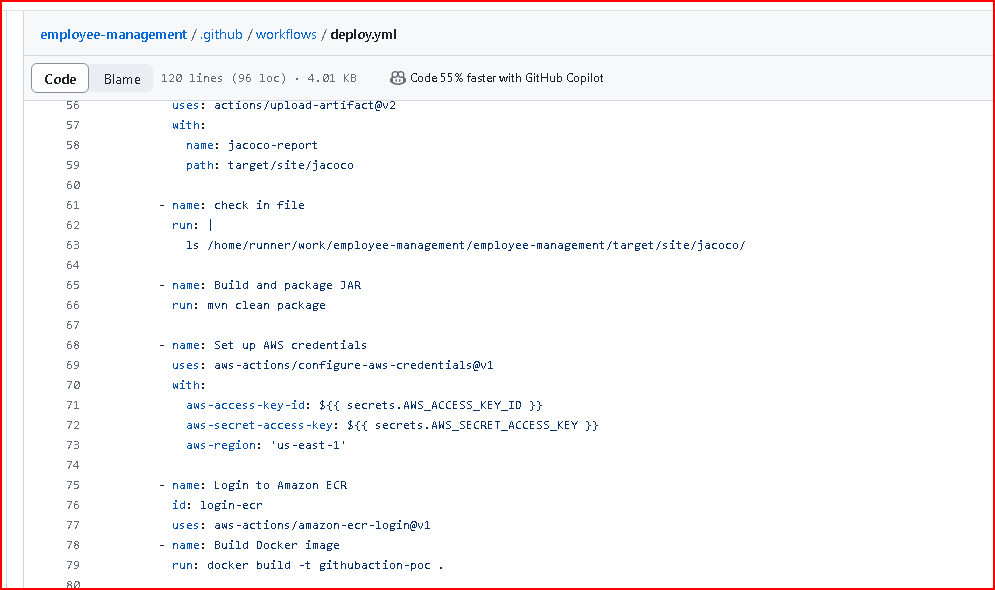 employee-management / .github / workflows / deploy.yml
Code Blame 120 lines (96 loc) · 4.01 KB Code 55% faster with GitHub Copilot
56 uses: actions/upload-artifact@v2
57 with:
58 name: jacoco-report
59 path: target/site/jacoco
60
61 - name: check in file
62 run: |
63 ls /home/runner/work/employee-management/employee-management/target/site/jacoco/
64
65 - name: Build and package JAR
66 run: mvn clean package
67
68 - name: Set up AWS credentials
69 uses: aws-actions/configure-aws-credentials@v1
70 with:
71 aws-access-key-id: ${{ secrets.AWS_ACCESS_KEY_ID }}
72 aws-secret-access-key: ${{ secrets.AWS_SECRET_ACCESS_KEY }}
73 aws-region: 'us-east-1'
74
75 - name: Login to Amazon ECR
76 id: login-ecr
77 uses: aws-actions/amazon-ecr-login@v1
78 - name: Build Docker image
79 run: docker build -t githubaction-poc .
80